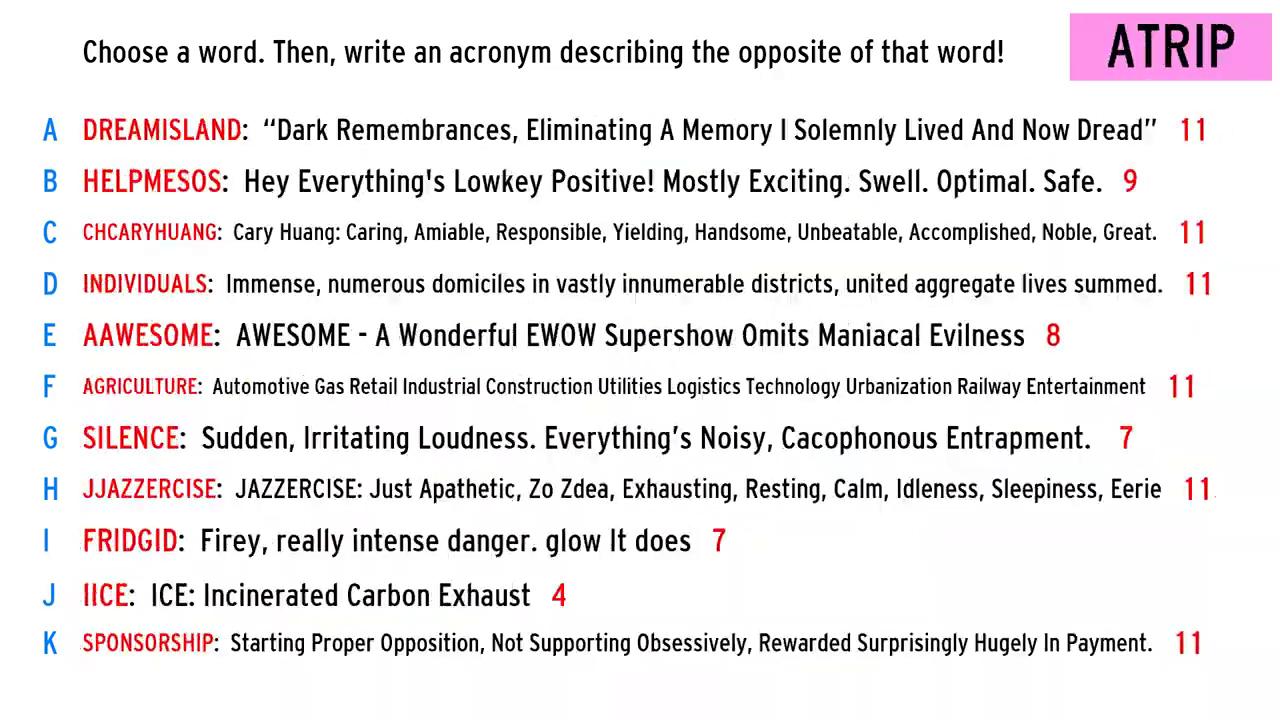 Choose a word. Then, write an acronym describing the opposite of that word!
ATRIP
A DREAMISLAND: “Dark Remembrances, Eliminating A Memory I Solemnly Lived And Now Dread” 11
B HELPMESOS: Hey Everything's Lowkey Positive! Mostly Exciting. Swell. Optimal. Safe. 9
C CHCARYHUANG: Cary Huang: Caring, Amiable, Responsible, Yielding, Handsome, Unbeatable, Accomplished, Noble, Great. 11
D INDIVIDUALS: Immense, numerous domiciles in vastly innumerable districts, united aggregate lives summed. 11
E AAWESOME: AWESOME - A Wonderful EWOW Supershow Omits Maniacal Evilness 8
F AGRICULTURE: Automotive Gas Retail Industrial Construction Utilities Logistics Technology Urbanization Railway Entertainment 11
G SILENCE: Sudden, Irritating Loudness. Everything’s Noisy, Cacophonous Entrapment. 7
H JJAZZERCISE: JAZZERCISE: Just Apathetic, Zo Zdea, Exhausting, Resting, Calm, Idleness, Sleepiness, Eerie 11
I FRIDGID: Firey, really intense danger. glow It does 7
J IICE: ICE: Incinerated Carbon Exhaust 4
K SPONSORSHIP: Starting Proper Opposition, Not Supporting Obsessively, Rewarded Surprisingly Hugely In Payment. 11